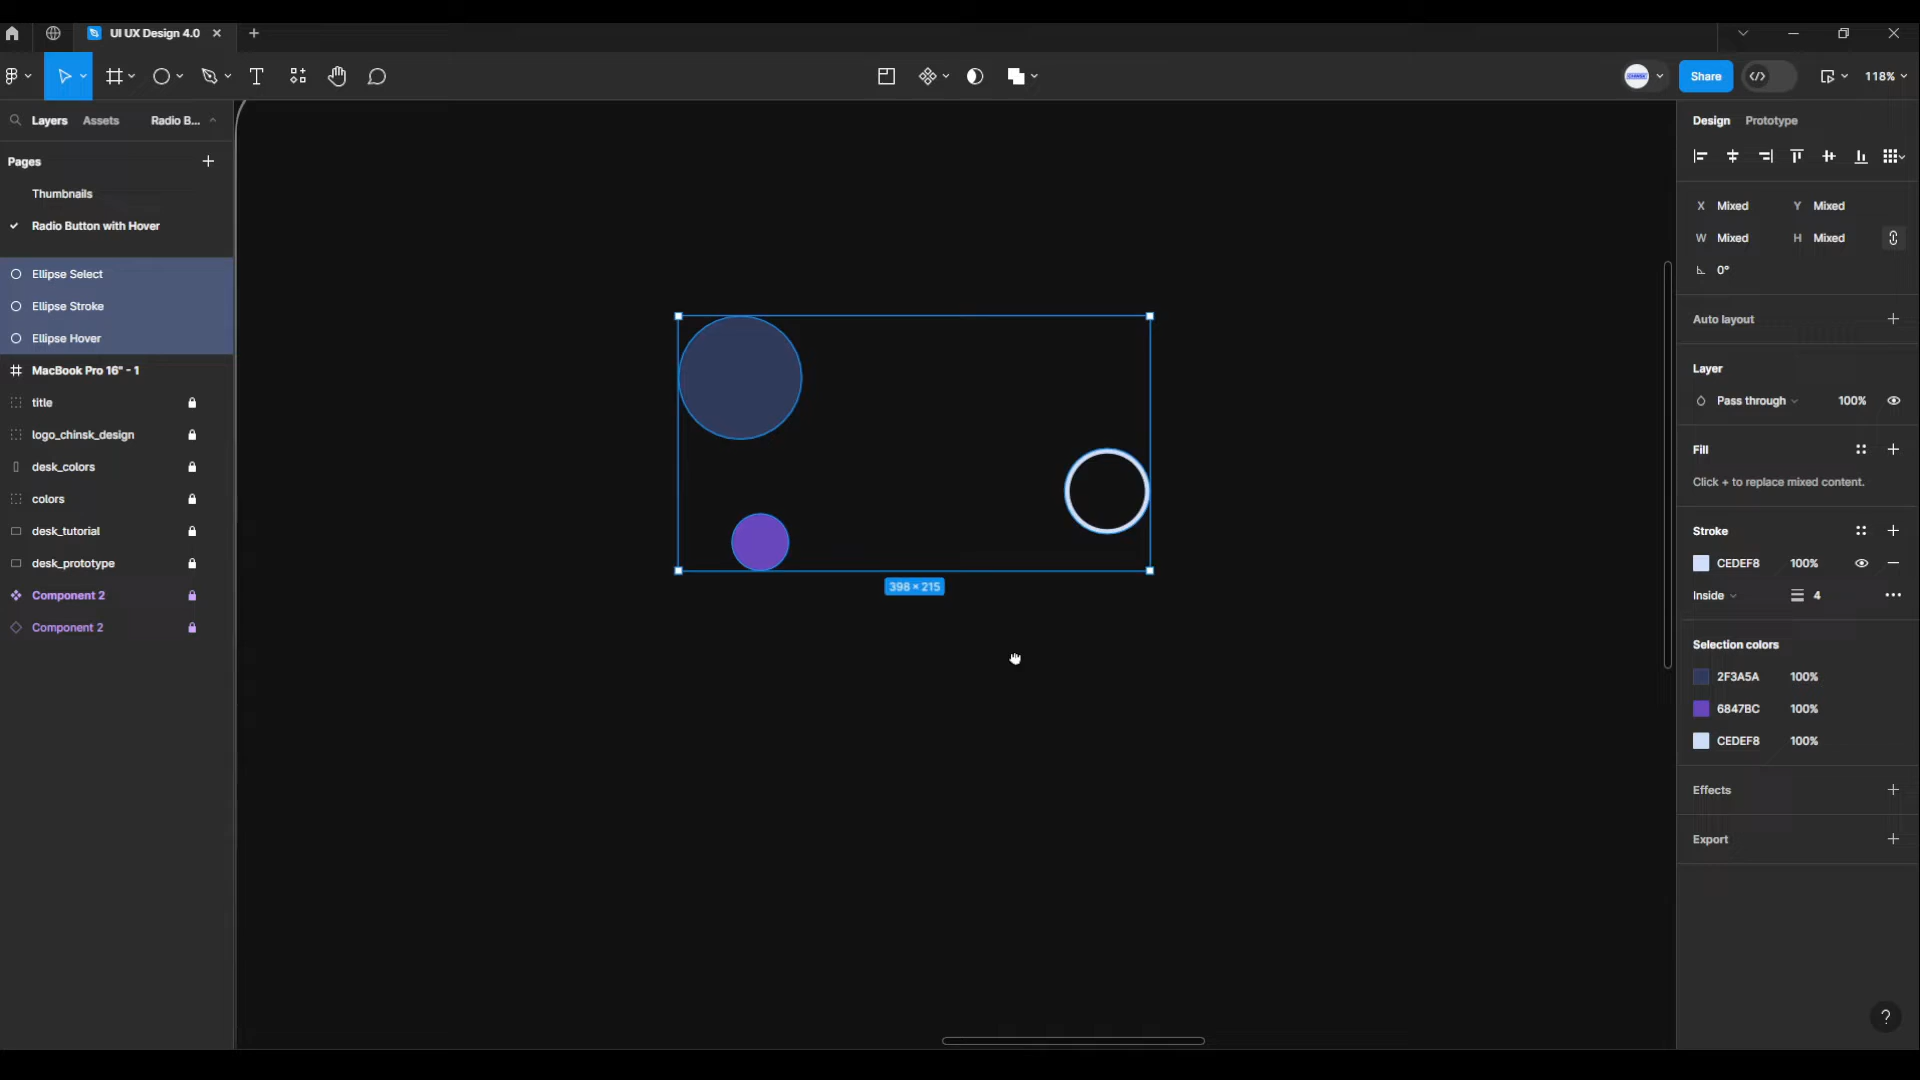 UI UX Design 4.0
Share
118%
Layers
Assets
Radio B...
Pages
Thumbnails
Radio Button with Hover
Ellipse Select
Ellipse Stroke
Ellipse Hover
MacBook Pro 16" - 1
title
logo_chinsk_design
desk_colors
colors
desk_tutorial
desk_prototype
Component 2
Component 2
398 × 215
Design
Prototype
X Mixed
Y Mixed
W Mixed
H Mixed
0°
Auto layout
Layer
Pass through
100%
Fill
Click + to replace mixed content.
Stroke
CEDEF8 100%
Inside
4
Selection colors
2F3A5A 100%
6847BC 100%
CEDEF8 100%
Effects
Export
?